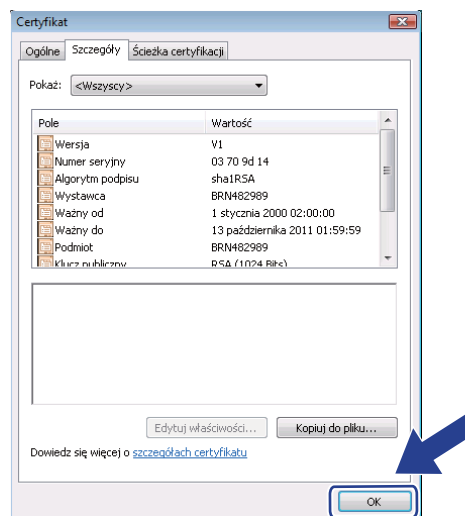 Certyfikat
Ogólne Szczegóły Ścieżka certyfikacji
Pokaż: <Wszyscy>
Pole Wartość
Wersja V1
Numer seryjny 03 70 9d 14
Algorytm podpisu sha1RSA
Wystawca BRN482989
Ważny od 1 stycznia 2000 02:00:00
Ważny do 13 października 2011 01:59:59
Podmiot BRN482989
Klucz publiczny RSA (1024 Bits)
Edytuj właściwości... Kopiuj do pliku...
Dowiedz się więcej o szczegółach certyfikatu
OK